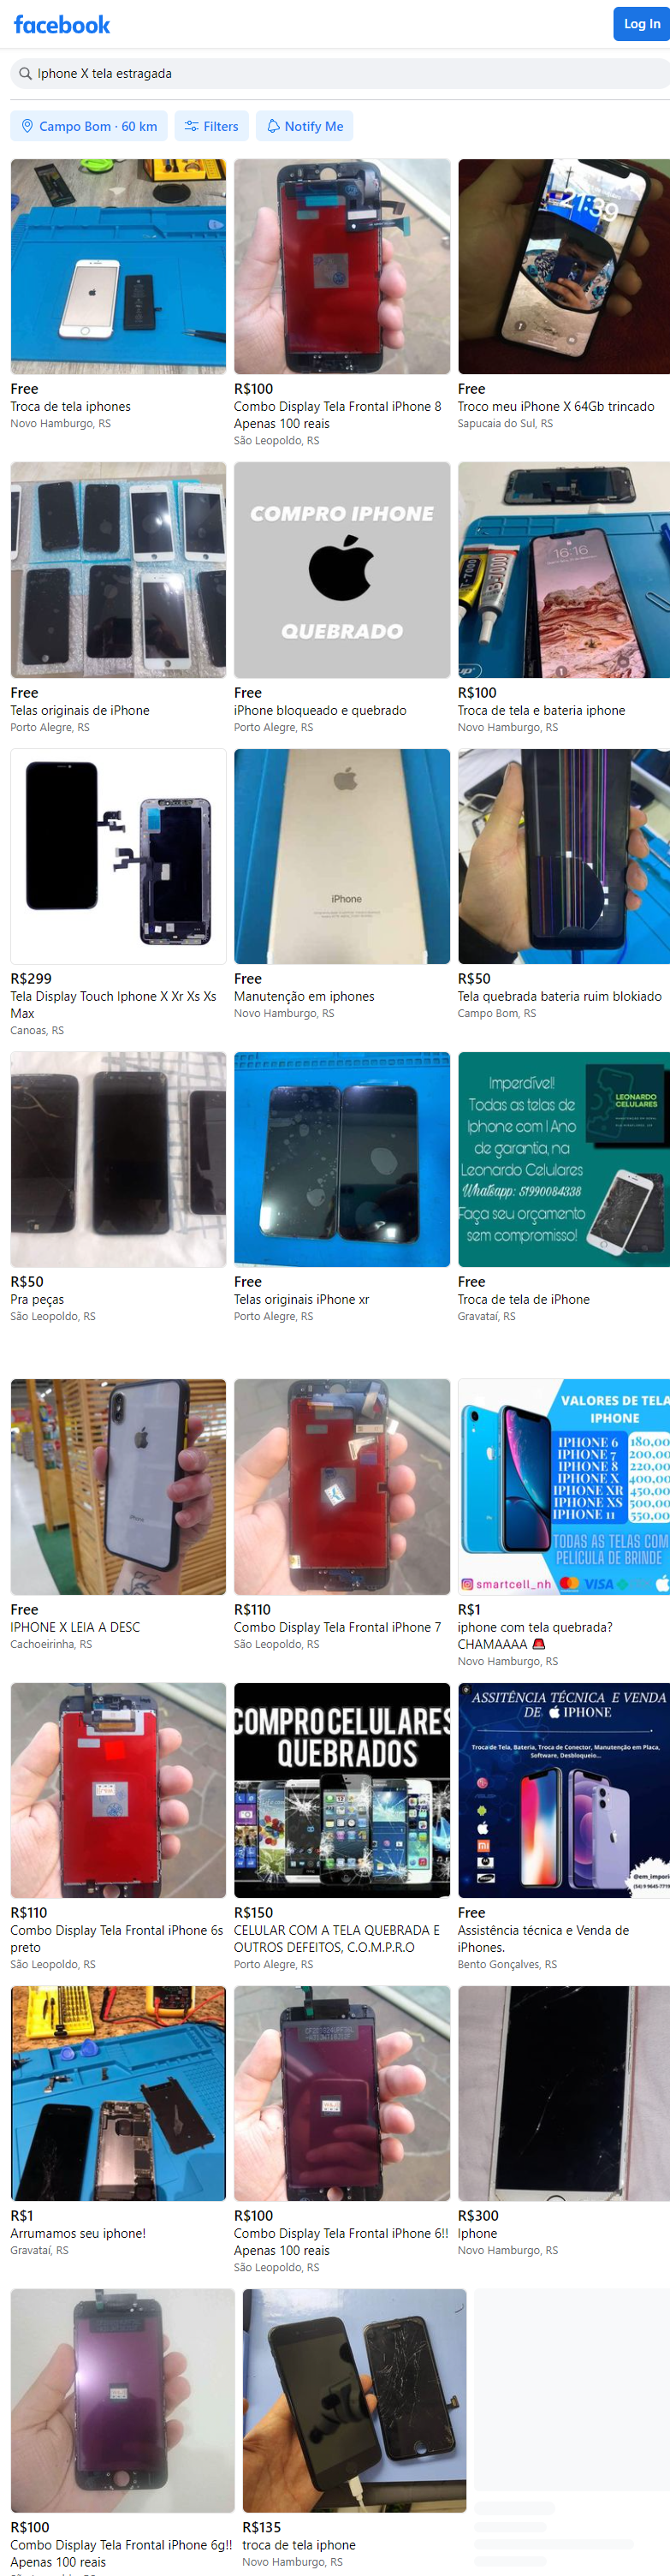 facebook
Log In
Iphone X tela estragada
Campo Bom · 60 km
Filters
Notify Me
21:39
Free
Troca de tela iphones
Novo Hamburgo, RS
R$100
Combo Display Tela Frontal iPhone 8
Apenas 100 reais
São Leopoldo, RS
Free
Troco meu iPhone X 64Gb trincado
Sapucaia do Sul, RS
COMPRO IPHONE
QUEBRADO
16:16
T-7000
B-7000
Free
Telas originais de iPhone
Porto Alegre, RS
Free
iPhone bloqueado e quebrado
Porto Alegre, RS
R$100
Troca de tela e bateria iphone
Novo Hamburgo, RS
iPhone
R$299
Tela Display Touch Iphone X Xr Xs Xs
Max
Canoas, RS
Free
Manutenção em iphones
Novo Hamburgo, RS
R$50
Tela quebrada bateria ruim blokiado
Campo Bom, RS
Imperdível!
Todas as telas de
Iphone com 1 Ano
de garantia, na
Leonardo Celulares
Whatsapp: 51990084338
Faça seu orçamento
sem compromisso!
LEONARDO
CELULARES
R$50
Pra peças
São Leopoldo, RS
Free
Telas originais iPhone xr
Porto Alegre, RS
Free
Troca de tela de iPhone
Gravataí, RS
iPhone
VALORES DE TELA
IPHONE
IPHONE 6 180,00
IPHONE 7 200,00
IPHONE 8 220,00
IPHONE X 400,00
IPHONE XR 450,00
IPHONE XS 500,00
IPHONE 11 550,00
TODAS AS TELAS COM
PELICULA DE BRINDE
smartcell_nh
VISA
Free
IPHONE X LEIA A DESC
Cachoeirinha, RS
R$110
Combo Display Tela Frontal iPhone 7
São Leopoldo, RS
R$1
iphone com tela quebrada?
CHAMAAAA 🚨
Novo Hamburgo, RS
COMPRO CELULARES
QUEBRADOS
ASSITÊNCIA TÉCNICA E VENDA
DE IPHONE
Troca de Tela, Bateria, Troca de Conector, Manutenção em Placa,
Software, Desbloqueio...
R$110
Combo Display Tela Frontal iPhone 6s
preto
São Leopoldo, RS
R$150
CELULAR COM A TELA QUEBRADA E
OUTROS DEFEITOS, C.O.M.P.R.O
Porto Alegre, RS
Free
Assistência técnica e Venda de
iPhones.
Bento Gonçalves, RS
R$1
Arrumamos seu iphone!
Gravataí, RS
R$100
Combo Display Tela Frontal iPhone 6!!
Apenas 100 reais
São Leopoldo, RS
R$300
Iphone
Novo Hamburgo, RS
R$100
Combo Display Tela Frontal iPhone 6g!!
Apenas 100 reais
R$135
troca de tela iphone
Novo Hamburgo, RS